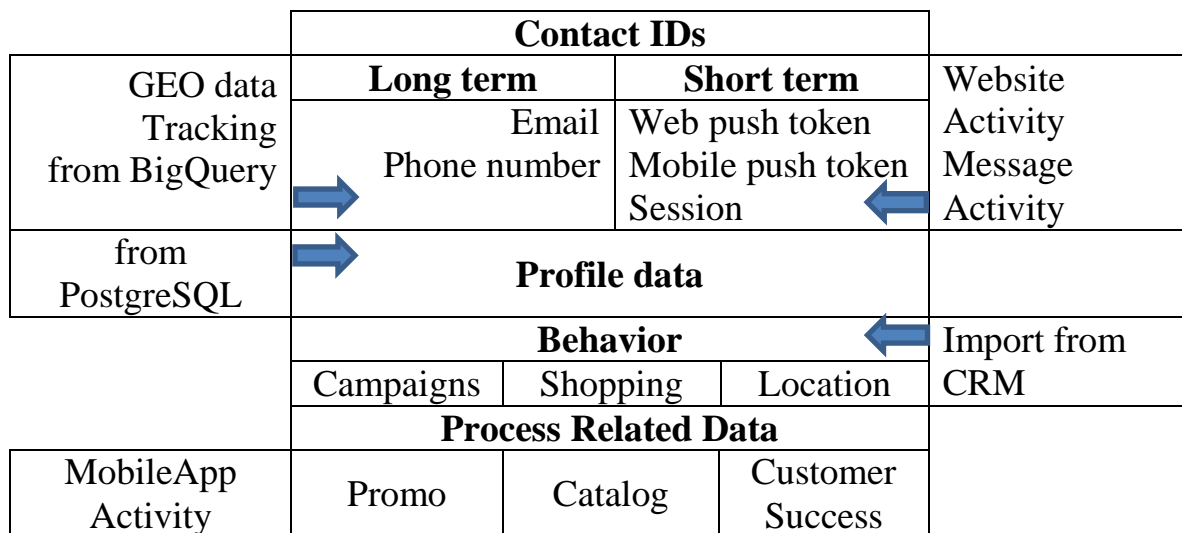 Contact IDs
GEO data
Tracking
from BigQuery
Long term
Short term
Email
Phone number
Web push token
Mobile push token
Session
Website
Activity
Message
Activity
from
PostgreSQL
Profile data
Behavior
Import from
CRM
Campaigns
Shopping
Location
Process Related Data
MobileApp
Activity
Promo
Catalog
Customer
Success